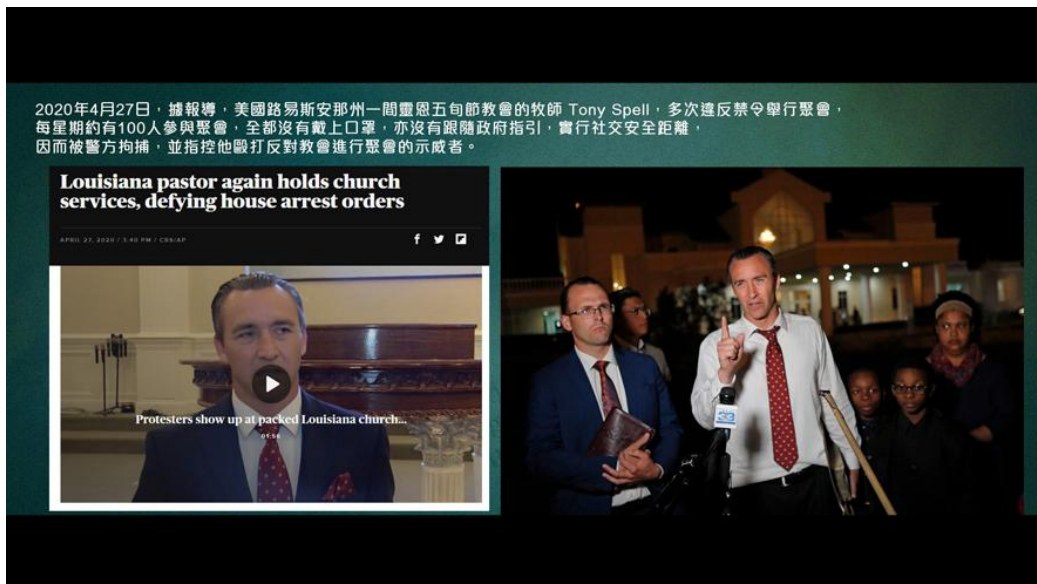 2020年4月27日，據報導，美國路易斯安那州一間靈恩五旬節教會的牧師 Tony Spell，多次違反禁令舉行聚會，
每星期約有100人參與聚會，全都沒有戴上口罩，亦沒有跟隨政府指引，實行社交安全距離，
因而被警方拘捕，並指控他毆打反對教會進行聚會的示威者。
Louisiana pastor again holds church
services, defying house arrest orders
APRIL 27, 2020 / 3:40 PM / CBS/AP
Protesters show up at packed Louisiana church...
01:56
33